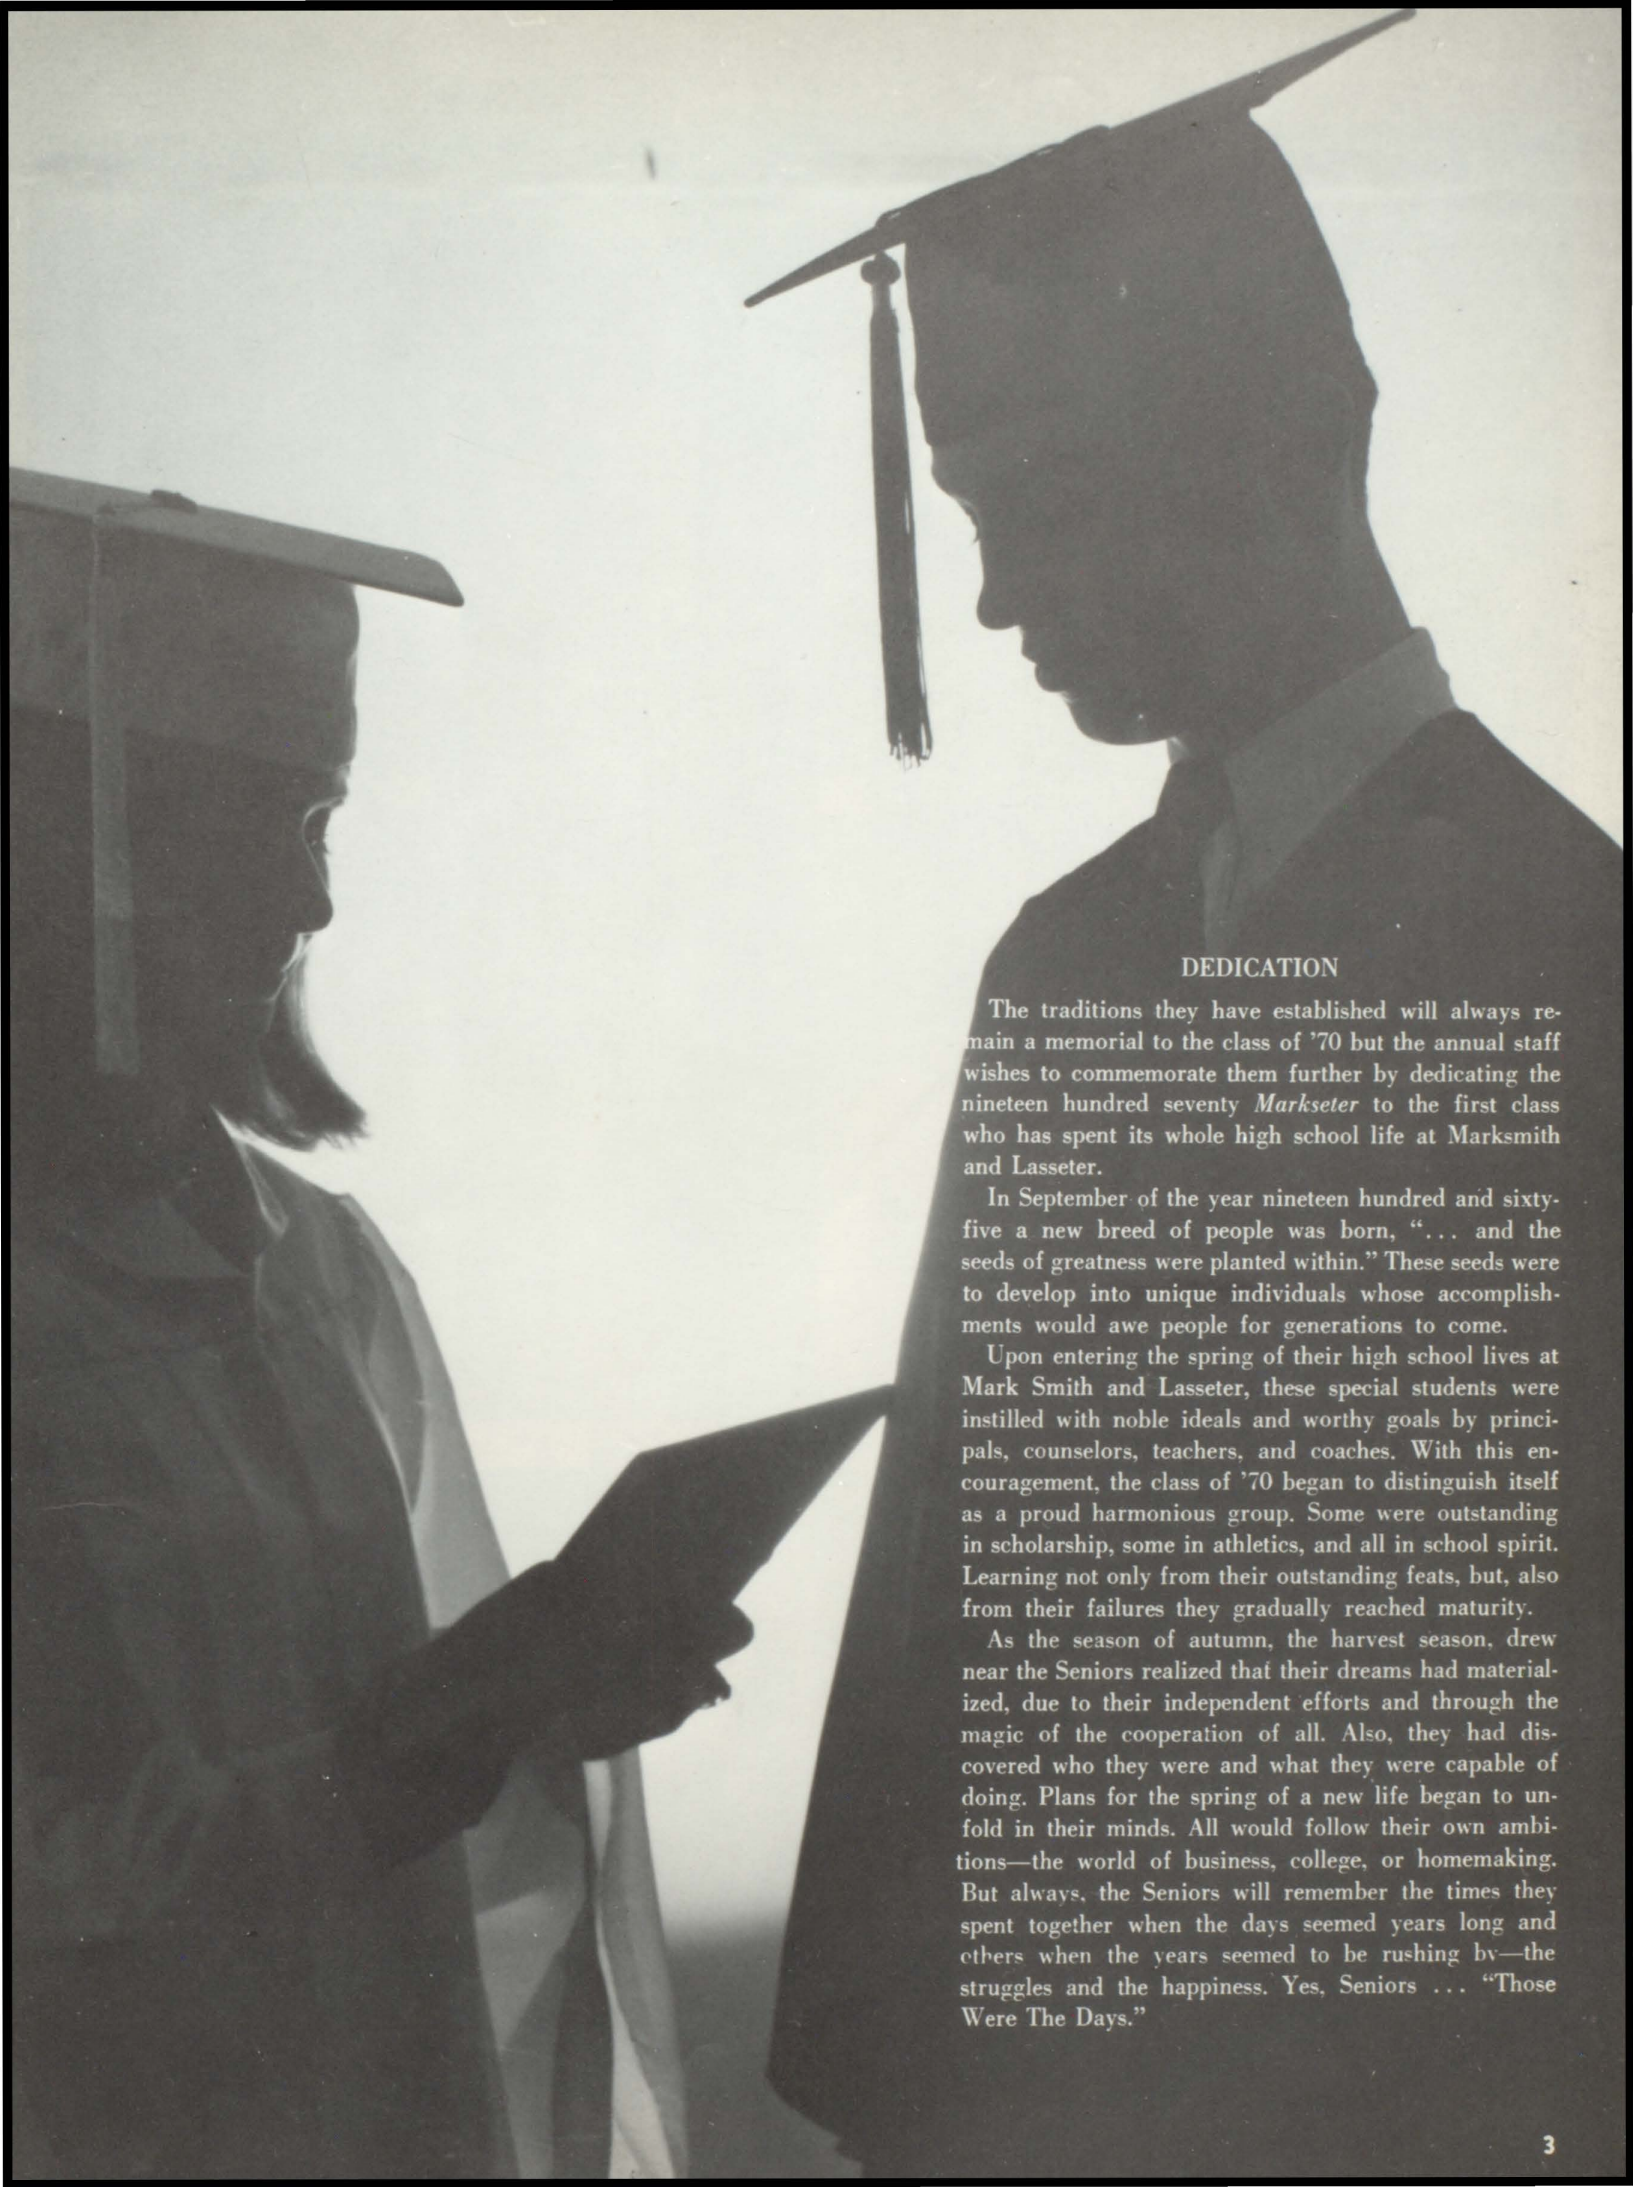 DEDICATION
The traditions they have established will always re-
main a memorial to the class of '70 but the annual staff
wishes to commemorate them further by dedicating the
nineteen hundred seventy Markseter to the first class
who has spent its whole high school life at Marksmith
and Lasseter.
In September of the year nineteen hundred and sixty-
five a new breed of people was born, “... and the
seeds of greatness were planted within.” These seeds were
to develop into unique individuals whose accomplish-
ments would awe people for generations to come.
Upon entering the spring of their high school lives at
Mark Smith and Lasseter, these special students were
instilled with noble ideals and worthy goals by princi-
pals, counselors, teachers, and coaches. With this en-
couragement, the class of '70 began to distinguish itself
as a proud harmonious group. Some were outstanding
in scholarship, some in athletics, and all in school spirit.
Learning not only from their outstanding feats, but, also
from their failures they gradually reached maturity.
As the season of autumn, the harvest season, drew
near the Seniors realized that their dreams had material-
ized, due to their independent efforts and through the
magic of the cooperation of all. Also, they had dis-
covered who they were and what they were capable of
doing. Plans for the spring of a new life began to un-
fold in their minds. All would follow their own ambi-
tions—the world of business, college, or homemaking.
But always, the Seniors will remember the times they
spent together when the days seemed years long and
others when the years seemed to be rushing by—the
struggles and the happiness. Yes, Seniors ... “Those
Were The Days.”
3